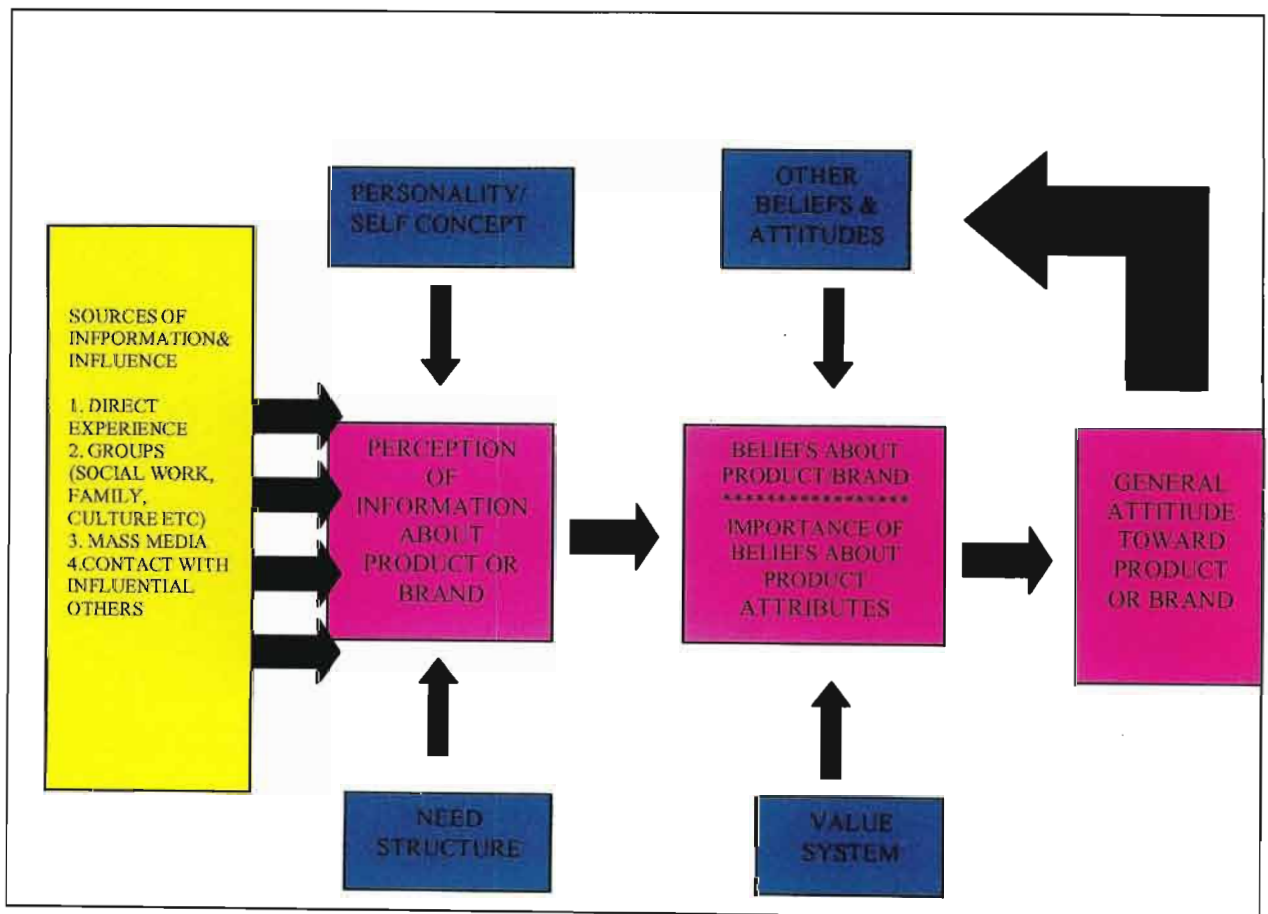 PERSONALITY/
SELF CONCEPT
OTHER
BELIEFS &
ATTITUDES
SOURCES OF
INFPORMATION&
INFLUENCE
1. DIRECT
EXPERIENCE
2. GROUPS
(SOCIAL WORK,
FAMILY,
CULTURE ETC)
3. MASS MEDIA
4.CONTACT WITH
INFLUENTIAL
OTHERS
PERCEPTION
OF
INFORMATION
ABOUT
PRODUCT OR
BRAND
BELIEFS ABOUT
PRODUCT/BRAND
*****************
IMPORTANCE OF
BELIEFS ABOUT
PRODUCT
ATTRIBUTES
GENERAL
ATTITIUDE
TOWARD
PRODUCT
OR BRAND
NEED
STRUCTURE
VALUE
SYSTEM